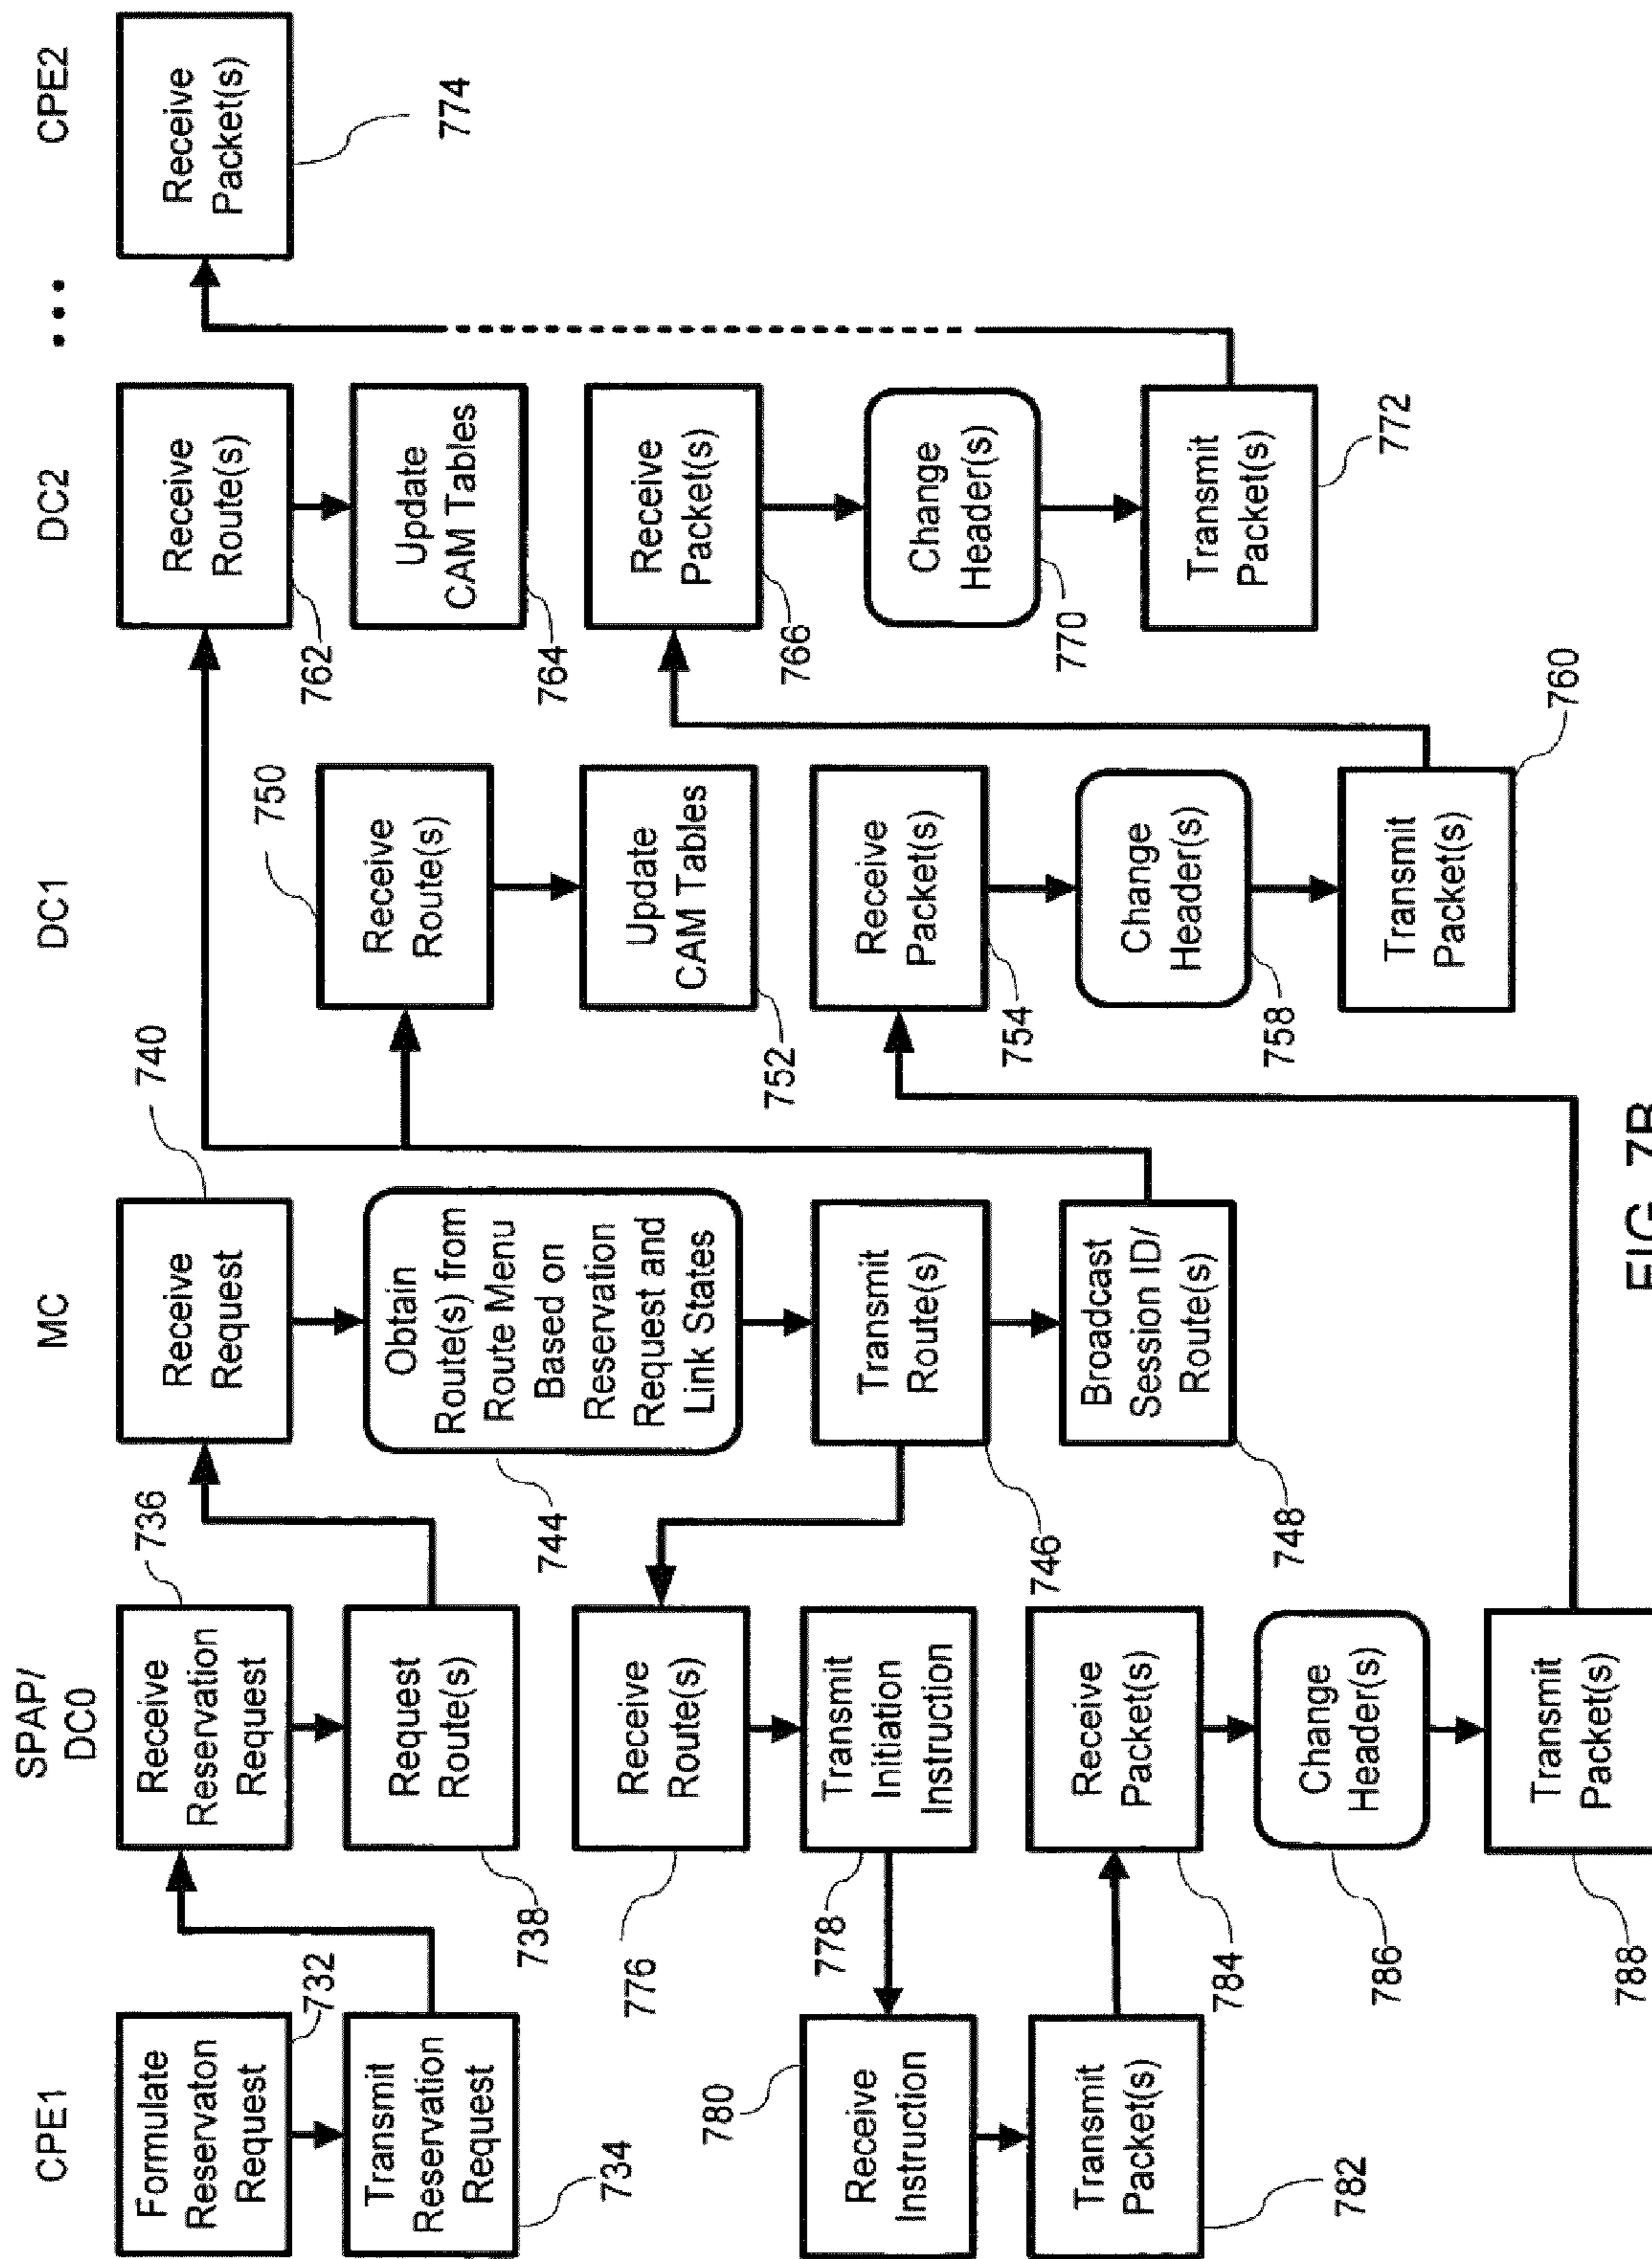 CPE1
Formulate
Reservaton
Request
732
Transmit
Reservation
Request
734
780
Receive
Instruction
Transmit
Packet(s)
782
SPAP/
DC0
736
Receive
Reservation
Request
Request
Route(s)
738
Receive
Route(s)
776
Transmit
Initiation
Instruction
778
Receive
Packet(s)
784
Change
Header(s)
786
Transmit
Packet(s)
788
MC
740
Receive
Request
Obtain
Route(s) from
Route Menu
Based on
Reservation
Request and
Link States
744
Transmit
Route(s)
746
Broadcast
Session ID/
Route(s)
748
DC1
750
Receive
Route(s)
Update
CAM Tables
752
Receive
Packet(s)
754
Change
Header(s)
758
Transmit
Packet(s)
760
DC2
Receive
Route(s)
762
Update
CAM Tables
764
Receive
Packet(s)
766
Change
Header(s)
770
Transmit
Packet(s)
772
...
CPE2
Receive
Packet(s)
774
FIG. 7B